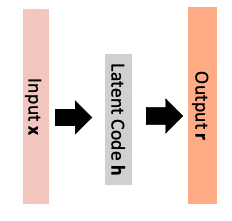 Input x
Latent Code h
Output r